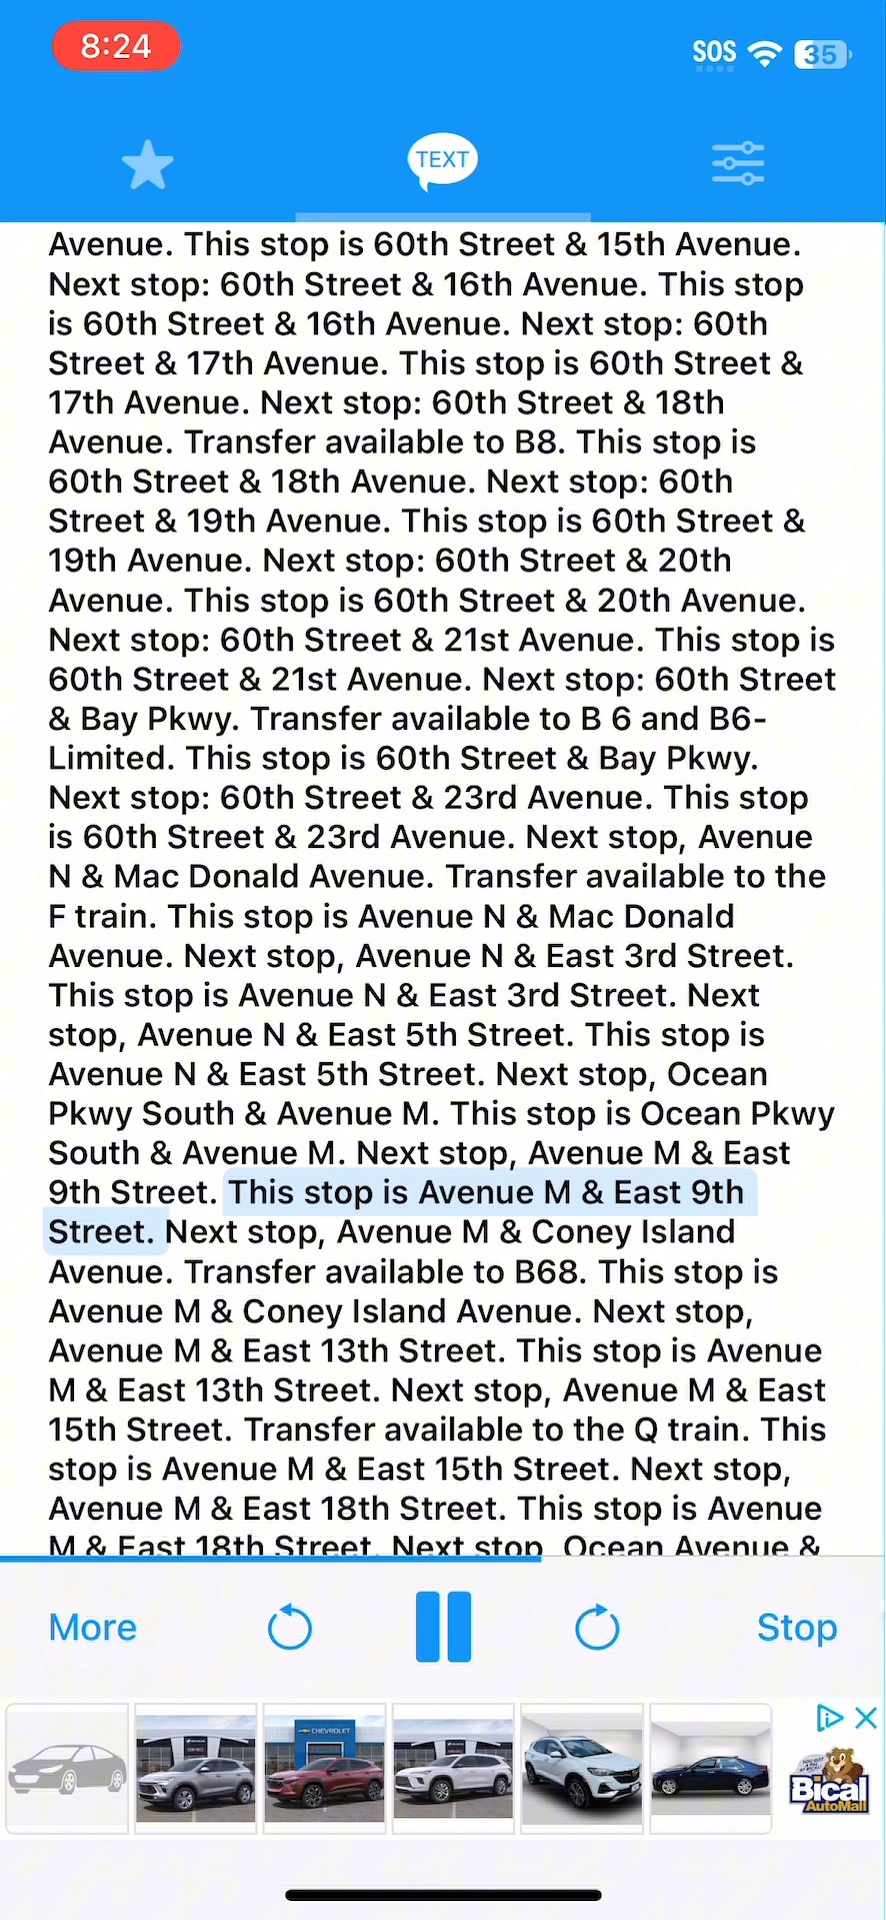 8:24
SOS
35
TEXT
Avenue. This stop is 60th Street & 15th Avenue.
Next stop: 60th Street & 16th Avenue. This stop
is 60th Street & 16th Avenue. Next stop: 60th
Street & 17th Avenue. This stop is 60th Street &
17th Avenue. Next stop: 60th Street & 18th
Avenue. Transfer available to B8. This stop is
60th Street & 18th Avenue. Next stop: 60th
Street & 19th Avenue. This stop is 60th Street &
19th Avenue. Next stop: 60th Street & 20th
Avenue. This stop is 60th Street & 20th Avenue.
Next stop: 60th Street & 21st Avenue. This stop is
60th Street & 21st Avenue. Next stop: 60th Street
& Bay Pkwy. Transfer available to B 6 and B6-
Limited. This stop is 60th Street & Bay Pkwy.
Next stop: 60th Street & 23rd Avenue. This stop
is 60th Street & 23rd Avenue. Next stop, Avenue
N & Mac Donald Avenue. Transfer available to the
F train. This stop is Avenue N & Mac Donald
Avenue. Next stop, Avenue N & East 3rd Street.
This stop is Avenue N & East 3rd Street. Next
stop, Avenue N & East 5th Street. This stop is
Avenue N & East 5th Street. Next stop, Ocean
Pkwy South & Avenue M. This stop is Ocean Pkwy
South & Avenue M. Next stop, Avenue M & East
9th Street. This stop is Avenue M & East 9th
Street. Next stop, Avenue M & Coney Island
Avenue. Transfer available to B68. This stop is
Avenue M & Coney Island Avenue. Next stop,
Avenue M & East 13th Street. This stop is Avenue
M & East 13th Street. Next stop, Avenue M & East
15th Street. Transfer available to the Q train. This
stop is Avenue M & East 15th Street. Next stop,
Avenue M & East 18th Street. This stop is Avenue
M & East 18th Street. Next stop, Ocean Avenue &
More
Stop
CHEVROLET
Bical
AutoMall